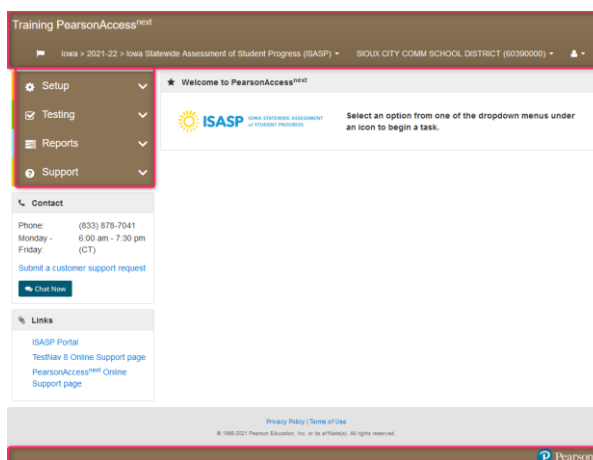 Training PearsonAccessnext
Iowa > 2021-22 > Iowa Statewide Assessment of Student Progress (ISASP)
SIOUX CITY COMM SCHOOL DISTRICT (60390000)
Setup
Testing
Reports
Support
Welcome to PearsonAccessnext
ISASP IOWA STATEWIDE ASSESSMENT
of STUDENT PROGRESS
Select an option from one of the dropdown menus under
an icon to begin a task.
Contact
Phone: (833) 878-7041
Monday - 6:00 am - 7:30 pm
Friday: (CT)
Submit a customer support request
Chat Now
Links
ISASP Portal
TestNav 8 Online Support page
PearsonAccessnext Online
Support page
Privacy Policy | Terms of Use
© 1998-2021 Pearson Education, Inc. or its affiliate(s). All rights reserved.
Pearson